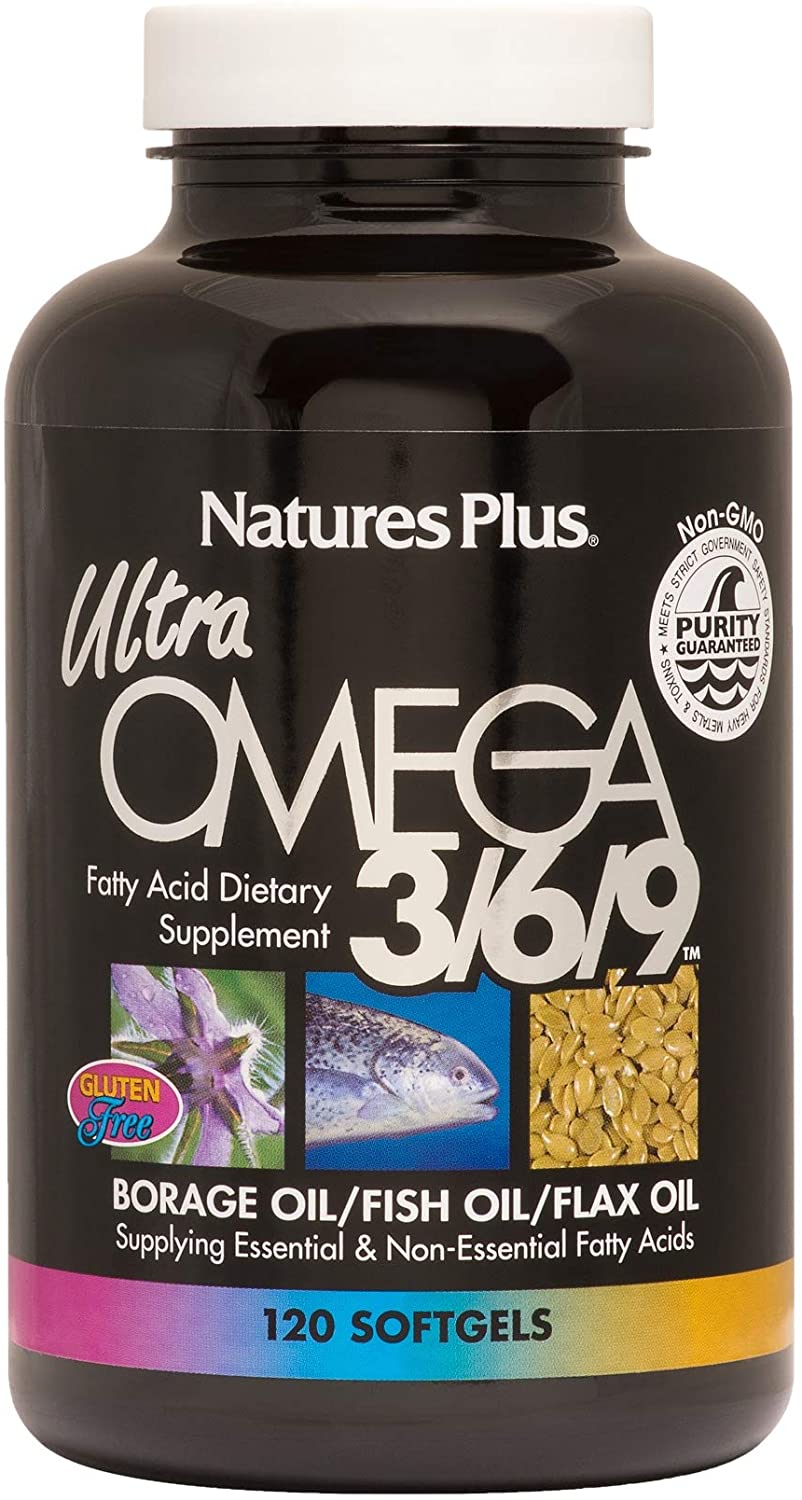 NaturesPlus®
Non-GMO
MEETS STRICT GOVERNMENT SAFETY STANDARDS FOR HEAVY METALS & TOXINS ★
PURITY
GUARANTEED
Ultra
OMEGA
3/6/9™
Fatty Acid Dietary
Supplement
GLUTEN
Free
BORAGE OIL/FISH OIL/FLAX OIL
Supplying Essential & Non-Essential Fatty Acids
120 SOFTGELS